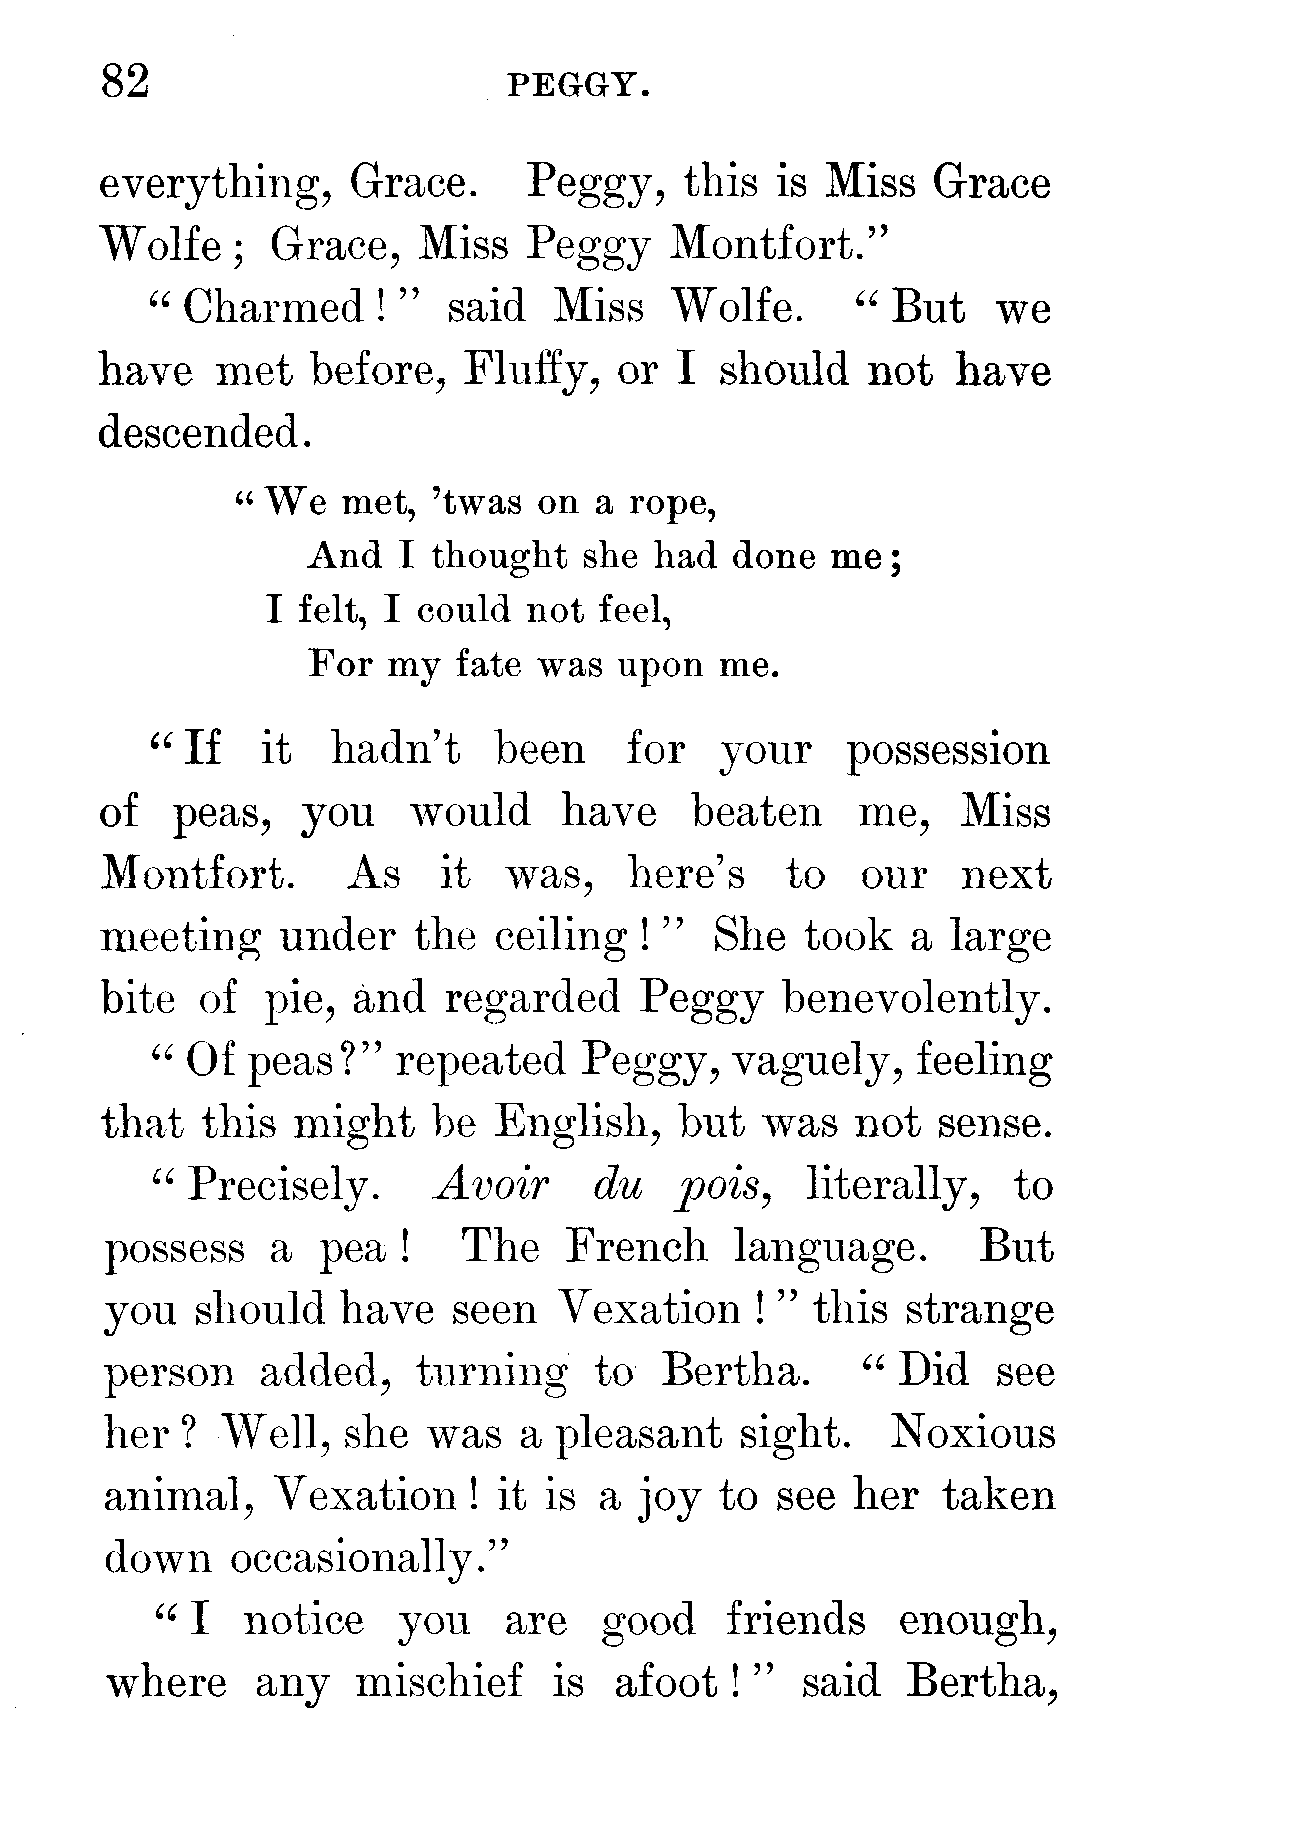 82 PEGGY.
everything, Grace. Peggy, this is Miss Grace
Wolfe ; Grace, Miss Peggy Montfort."
" Charmed ! " said Miss Wolfe. " But we
have met before, Fluffy, or I should not have
descended.
" We met, 'twas on a rope,
And I thought she had done me ;
I felt, I could not feel,
For my fate was upon me.
" If it hadn't been for your possession
of peas, you would have beaten me, Miss
Montfort. As it was, here's to our next
meeting under the ceiling ! " She took a large
bite of pie, and regarded Peggy benevolently.
" Of peas ?" repeated Peggy, vaguely, feeling
that this might be English, but was not sense.
" Precisely. Avoir du pois, literally, to
possess a pea ! The French language. But
you should have seen Vexation ! " this strange
person added, turning to Bertha. " Did see
her ? Well, she was a pleasant sight. Noxious
animal, Vexation ! it is a joy to see her taken
down occasionally."
" I notice you are good friends enough,
where any mischief is afoot ! " said Bertha,